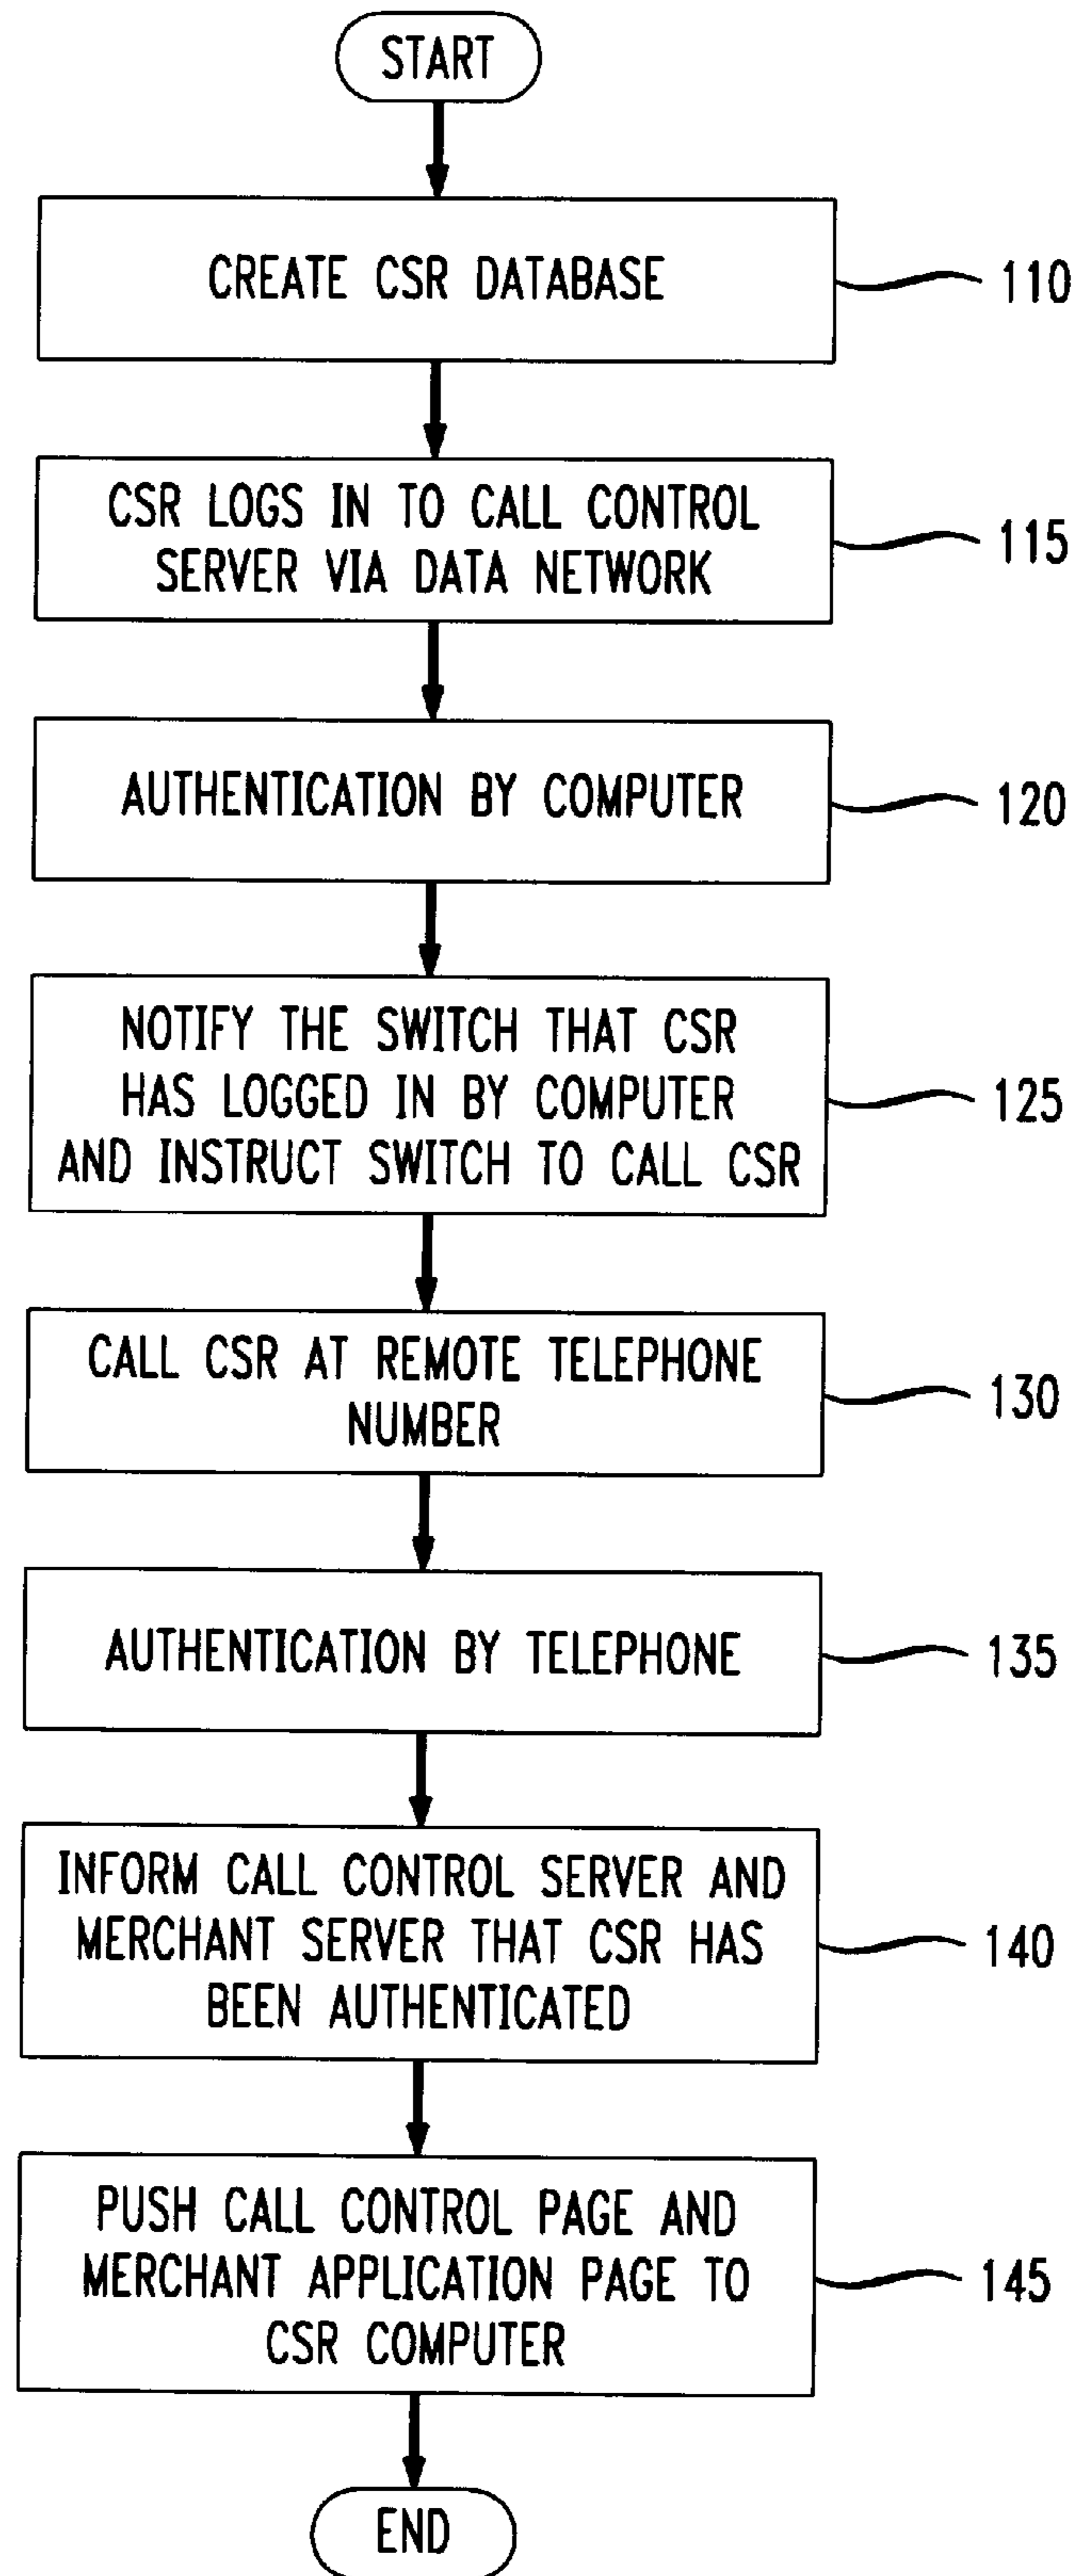 START
CREATE CSR DATABASE
110
CSR LOGS IN TO CALL CONTROL
SERVER VIA DATA NETWORK
115
AUTHENTICATION BY COMPUTER
120
NOTIFY THE SWITCH THAT CSR
HAS LOGGED IN BY COMPUTER
AND INSTRUCT SWITCH TO CALL CSR
125
CALL CSR AT REMOTE TELEPHONE
NUMBER
130
AUTHENTICATION BY TELEPHONE
135
INFORM CALL CONTROL SERVER AND
MERCHANT SERVER THAT CSR HAS
BEEN AUTHENTICATED
140
PUSH CALL CONTROL PAGE AND
MERCHANT APPLICATION PAGE TO
CSR COMPUTER
145
END